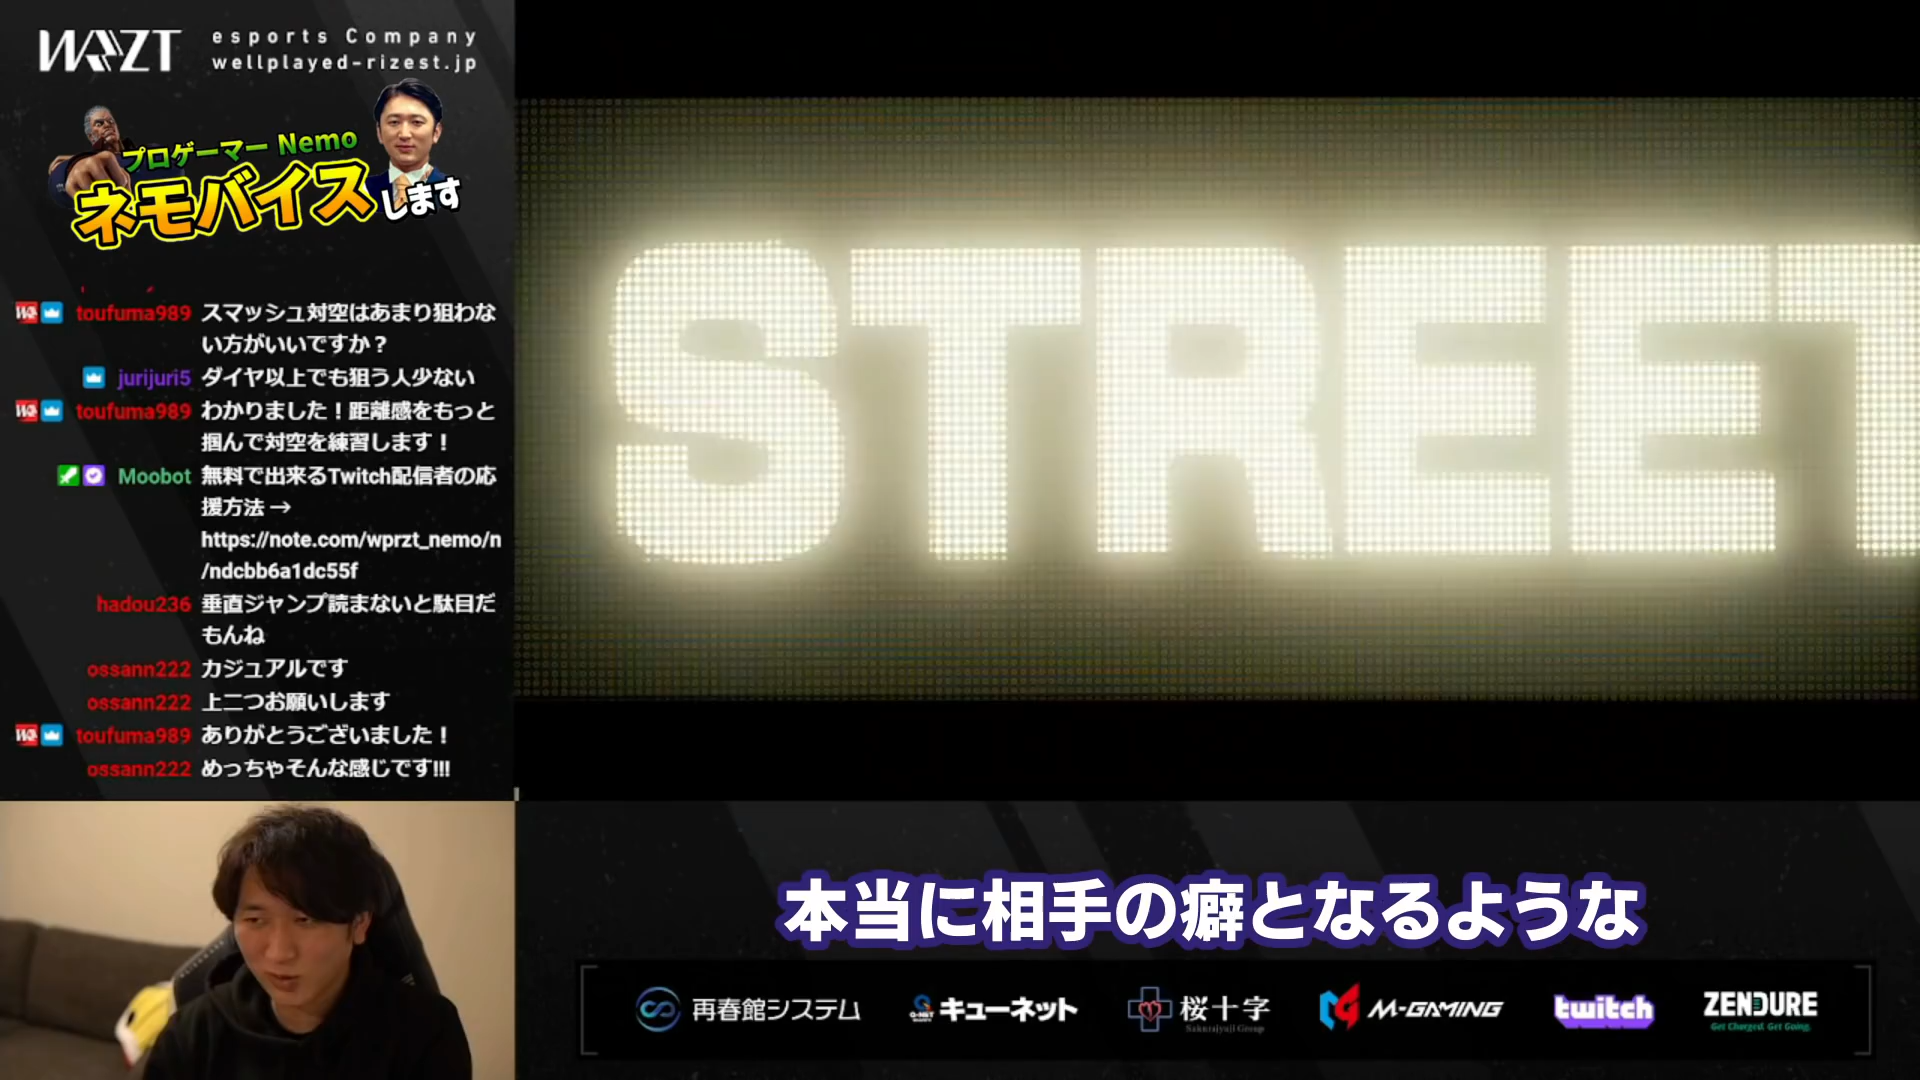 WRZT
esports Company
wellplayed-rizest.jp
プロゲーマー Nemo
ネモバイスします
toufuma989 スマッシュ対空はあまり狙わな
い方がいいですか？
jurijuri5 ダイヤ以上でも狙う人少ない
toufuma989 わかりました！距離感をもっと
掴んで対空を練習します！
Moobot 無料で出来るTwitch配信者の応
援方法 →
https://note.com/wprzt_nemo/n
/ndcbb6a1dc55f
hadou236 垂直ジャンプ読まないと駄目だ
もんね
ossann222 カジュアルです
ossann222 上二つお願いします
toufuma989 ありがとうございました！
ossann222 めっちゃそんな感じです!!!
STREET
本当に相手の癖となるような
再春館システム
Q-NET キューネット
桜十字
Sakurajyuji Group
M-GAMING
twitch
ZENDURE
Get Charged. Get Going.